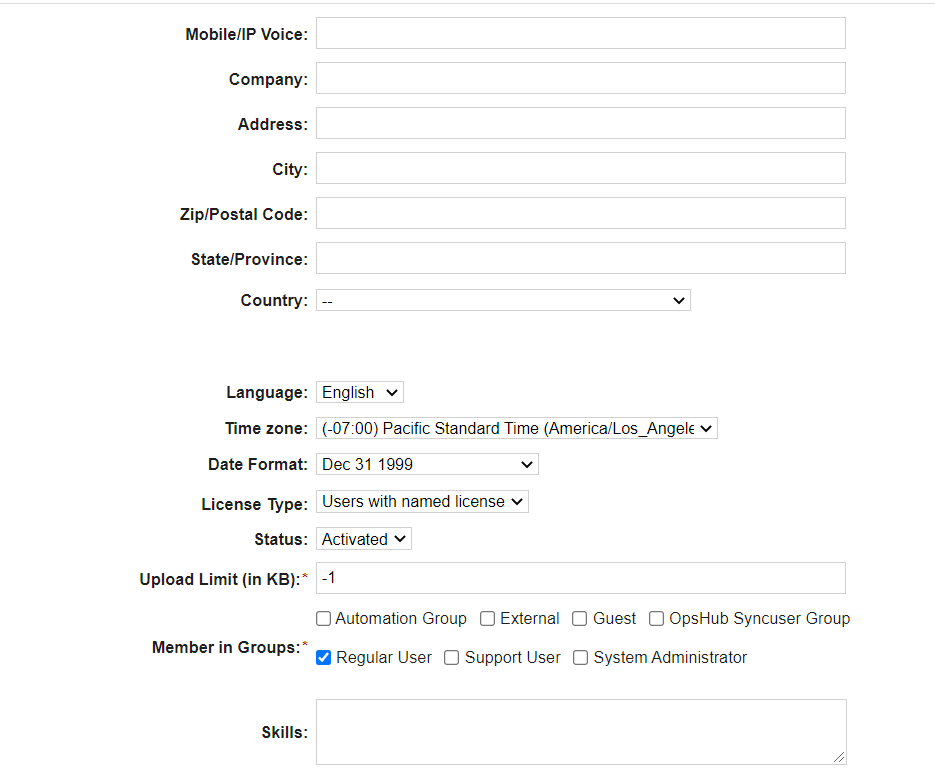 Mobile/IP Voice:
Company:
Address:
City:
Zip/Postal Code:
State/Province:
Country: --
Language: English
Time zone: (-07:00) Pacific Standard Time (America/Los_Angele
Date Format: Dec 31 1999
License Type: Users with named license
Status: Activated
Upload Limit (in KB):* -1
Automation Group External Guest OpsHub Syncuser Group
Member in Groups:*
Regular User Support User System Administrator
Skills: